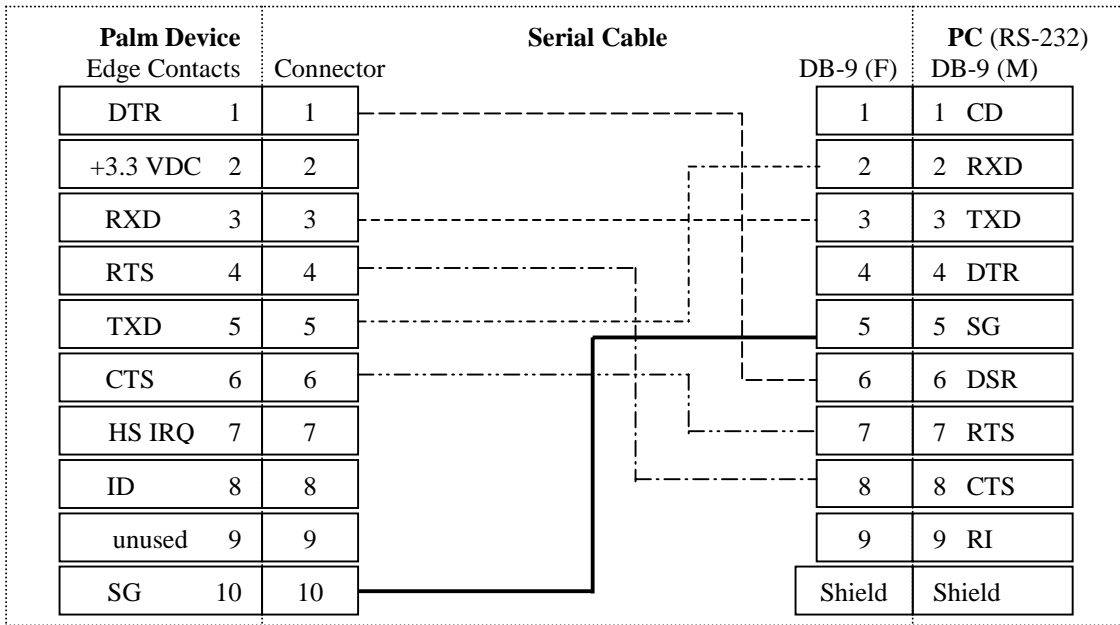 Palm Device Serial Cable PC (RS-232)
Edge Contacts Connector DB-9 (F) DB-9 (M)
DTR 1 1 1 1 CD
+3.3 VDC 2 2 2 2 RXD
RXD 3 3 3 3 TXD
RTS 4 4 4 4 DTR
TXD 5 5 5 5 SG
CTS 6 6 6 6 DSR
HS IRQ 7 7 7 7 RTS
ID 8 8 8 8 CTS
unused 9 9 9 9 RI
SG 10 10 Shield Shield